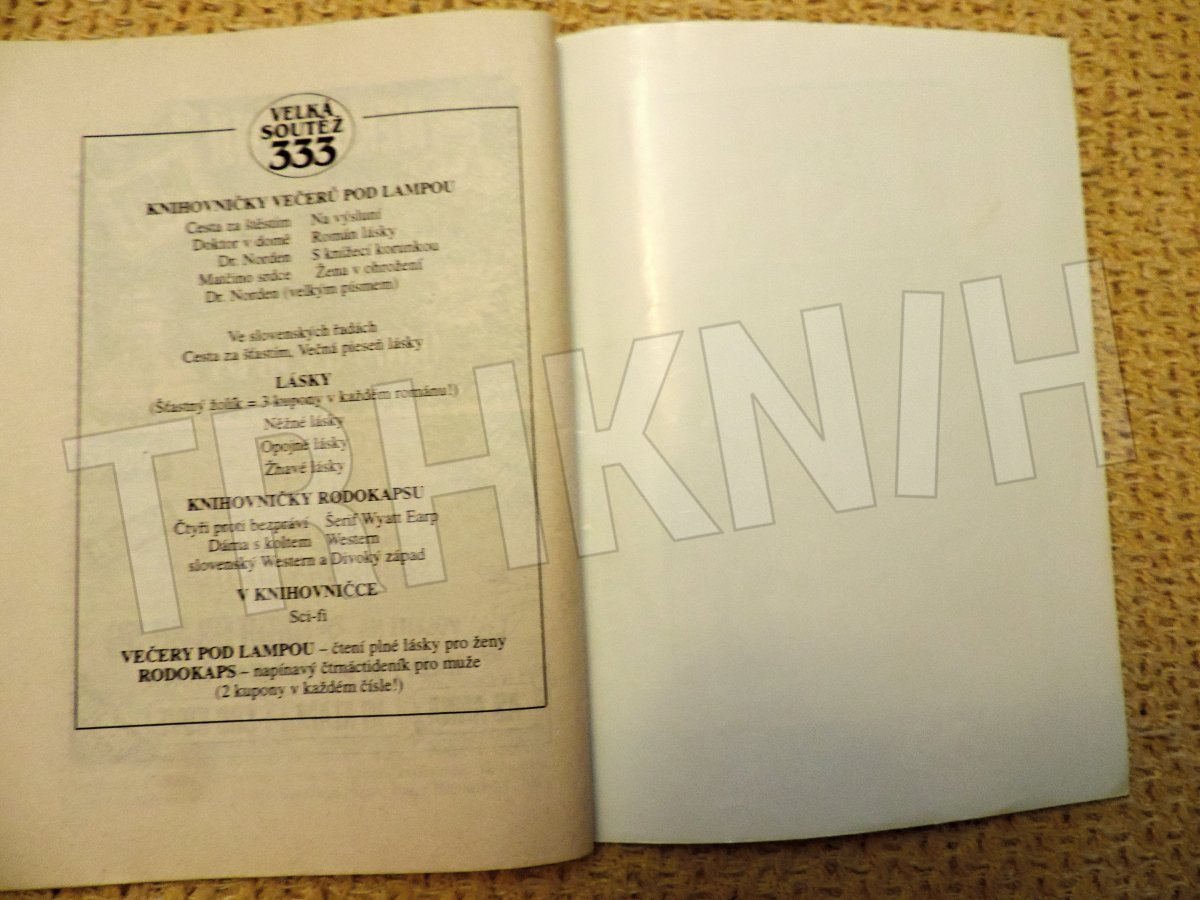 VELKÁ
SOUTĚŽ
333
KNIHOVNIČKY VEČERŮ POD LAMPOU
Cesta za štěstím Na výsluní
Doktor v domě Román lásky
Dr. Norden S knížecí korunkou
Mančino srdce Žena v ohrožení
Dr. Norden (velkým písmem)
Ve slovenských řadách
Cesta za šťastím, Večná pieseň lásky
LÁSKY
(Šťastný žolík = 3 kupony v každém románu!)
Něžné lásky
Opojné lásky
Žhavé lásky
KNIHOVNIČKY RODOKAPSU
Čtyři proti bezpráví Šerif Wyatt Earp
Dáma s koltem Western
slovenský Western a Divoký západ
V KNIHOVNIČCE
Sci-fi
VEČERY POD LAMPOU – čtení plné lásky pro ženy
RODOKAPS – napínavý čtrnáctideník pro muže
(2 kupony v každém čísle!)
TRHKNIH